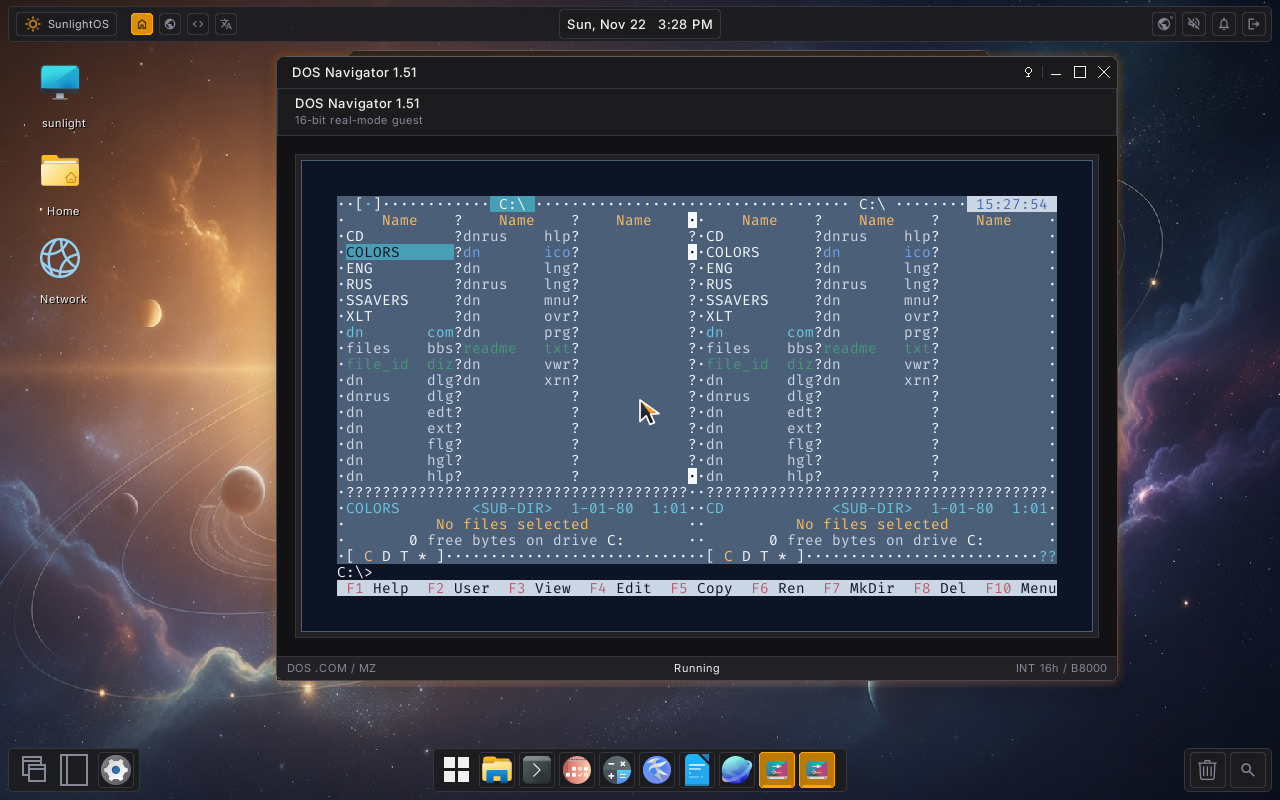 SunlightOS
Sun, Nov 22 3:28 PM
sunlight
Home
Network
DOS Navigator 1.51
DOS Navigator 1.51
16-bit real-mode guest
··[·]············ C:\ ···································· C:\ ········ 15:27:54
· Name ? Name ? Name ·· Name ? Name ? Name ·
·CD ?dnrus hlp? ?·CD ?dnrus hlp? ·
·COLORS ?dn ico? ··COLORS ?dn ico? ·
·ENG ?dn lng? ?·ENG ?dn lng? ·
·RUS ?dnrus lng? ?·RUS ?dnrus lng? ·
·SSAVERS ?dn mnu? ?·SSAVERS ?dn mnu? ·
·XLT ?dn ovr? ?·XLT ?dn ovr? ·
·dn com?dn prg? ?·dn com?dn prg? ·
·files bbs?readme txt? ?·files bbs?readme txt? ·
·file_id diz?dn vwr? ?·file_id diz?dn vwr? ·
·dn dlg?dn xrn? ?·dn dlg?dn xrn? ·
·dnrus dlg? ? ?·dnrus dlg? ? ·
·dn edt? ? ?·dn edt? ? ·
·dn ext? ? ?·dn ext? ? ·
·dn flg? ? ?·dn flg? ? ·
·dn hgl? ? ?·dn hgl? ? ·
·dn hlp? ? ··dn hlp? ? ·
·??????????????????????????????????????··??????????????????????????????????????·
·COLORS <SUB-DIR> 1-01-80 1:01··CD <SUB-DIR> 1-01-80 1:01·
· No files selected ·· No files selected ·
· 0 free bytes on drive C: ·· 0 free bytes on drive C: ·
·[ C D T * ]····························[ C D T * ]··························??
C:\>
F1 Help F2 User F3 View F4 Edit F5 Copy F6 Ren F7 MkDir F8 Del F10 Menu
DOS .COM / MZ
Running
INT 16h / B8000